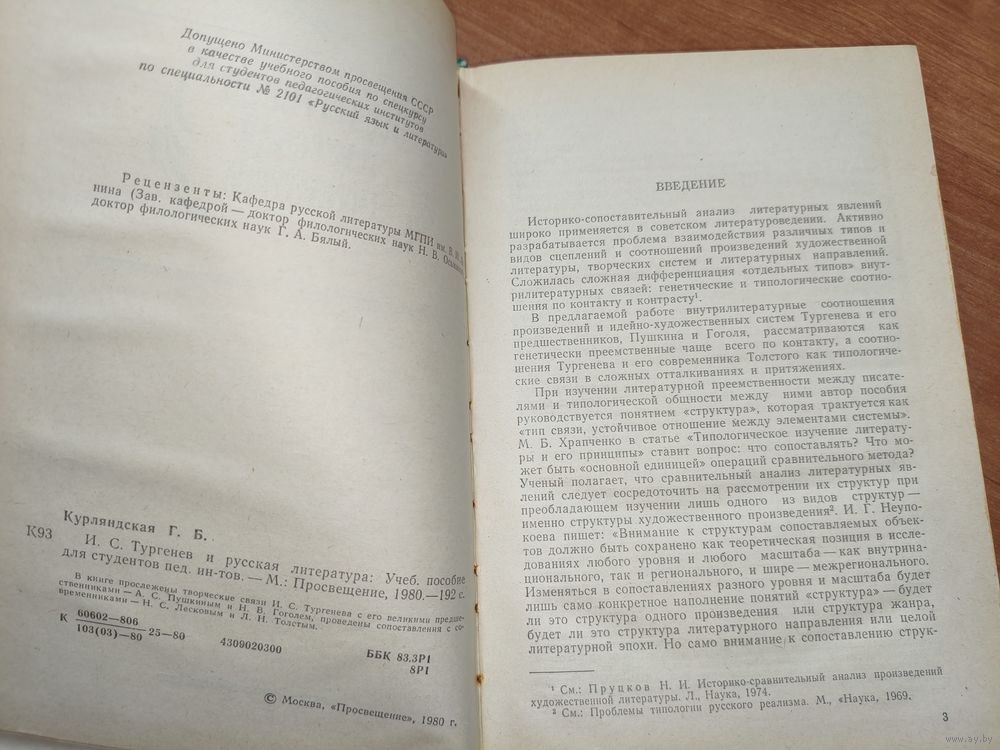 Допущено Министерством просвещения СССР
в качестве учебного пособия по спецкурсу
для студентов педагогических институтов
по специальности № 2101 «Русский язык и литература»
Рецензенты: Кафедра русской литературы МГПИ им. В. И. Ле-
нина (Зав. кафедрой — доктор филологических наук Н. В.
доктор филологических наук Г. А. Бялый.
Курляндская Г. Б.
К93
И. С. Тургенев и русская литература: Учеб. пособие
для студентов пед. ин-тов. — М.: Просвещение, 1980.—192 с.
В книге прослежены творческие связи И. С. Тургенева с его великими предше-
ственниками — А. С. Пушкиным и Н. В. Гоголем, проведены сопоставления с со-
временниками — Н. С. Лесковым и Л. Н. Толстым.
К 60602—806
103(03)—80 25—80 4309020300
ББК 83.3Р1
8Р1
© Москва, «Просвещение», 1980 г.
ВВЕДЕНИЕ
Историко-сопоставительный анализ литературных явлений
широко применяется в советском литературоведении. Активно
разрабатывается проблема взаимодействия различных типов и
видов сцеплений и соотношений произведений художественной
литературы, творческих систем и литературных направлений.
Сложилась сложная дифференциация «отдельных типов» внут-
рилитературных связей: генетические и типологические соотно-
шения по контакту и контрасту¹.
В предлагаемой работе внутрилитературные соотношения
произведений и идейно-художественных систем Тургенева и его
предшественников, Пушкина и Гоголя, рассматриваются как
генетически преемственные чаще всего по контакту, а соотно-
шения Тургенева и его современника Толстого как типологиче-
ские связи в сложных отталкиваниях и притяжениях.
При изучении литературной преемственности между писате-
лями и типологической общности между ними автор пособия
руководствуется понятием «структура», которая трактуется как
«тип связи, устойчивое отношение между элементами системы».
М. Б. Храпченко в статье «Типологическое изучение литерату-
ры и его принципы» ставит вопрос: что сопоставлять? Что мо-
жет быть «основной единицей» операций сравнительного метода?
Ученый полагает, что сравнительный анализ литературных яв-
лений следует сосредоточить на рассмотрении их структур при
преобладающем изучении лишь одного из видов структур —
именно структуры художественного произведения². И. Г. Неупо-
коева пишет: «Внимание к структурам сопоставляемых объек-
тов должно быть сохранено как теоретическая позиция в иссле-
дованиях любого уровня и любого масштаба — как внутрина-
ционального, так и регионального, и шире — межрегионального.
Изменяться в сопоставлениях разного уровня и масштаба будет
лишь само конкретное наполнение понятий «структура» — будет
ли это структура одного произведения или структура жанра,
будет ли это структура литературного направления или целой
литературной эпохи. Но само внимание к сопоставлению струк-
¹ См.: Пруцков Н. И. Историко-сравнительный анализ произведений
художественной литературы. Л., Наука, 1974.
² См.: Проблемы типологии русского реализма. М., «Наука, 1969.
3
www.ay.by